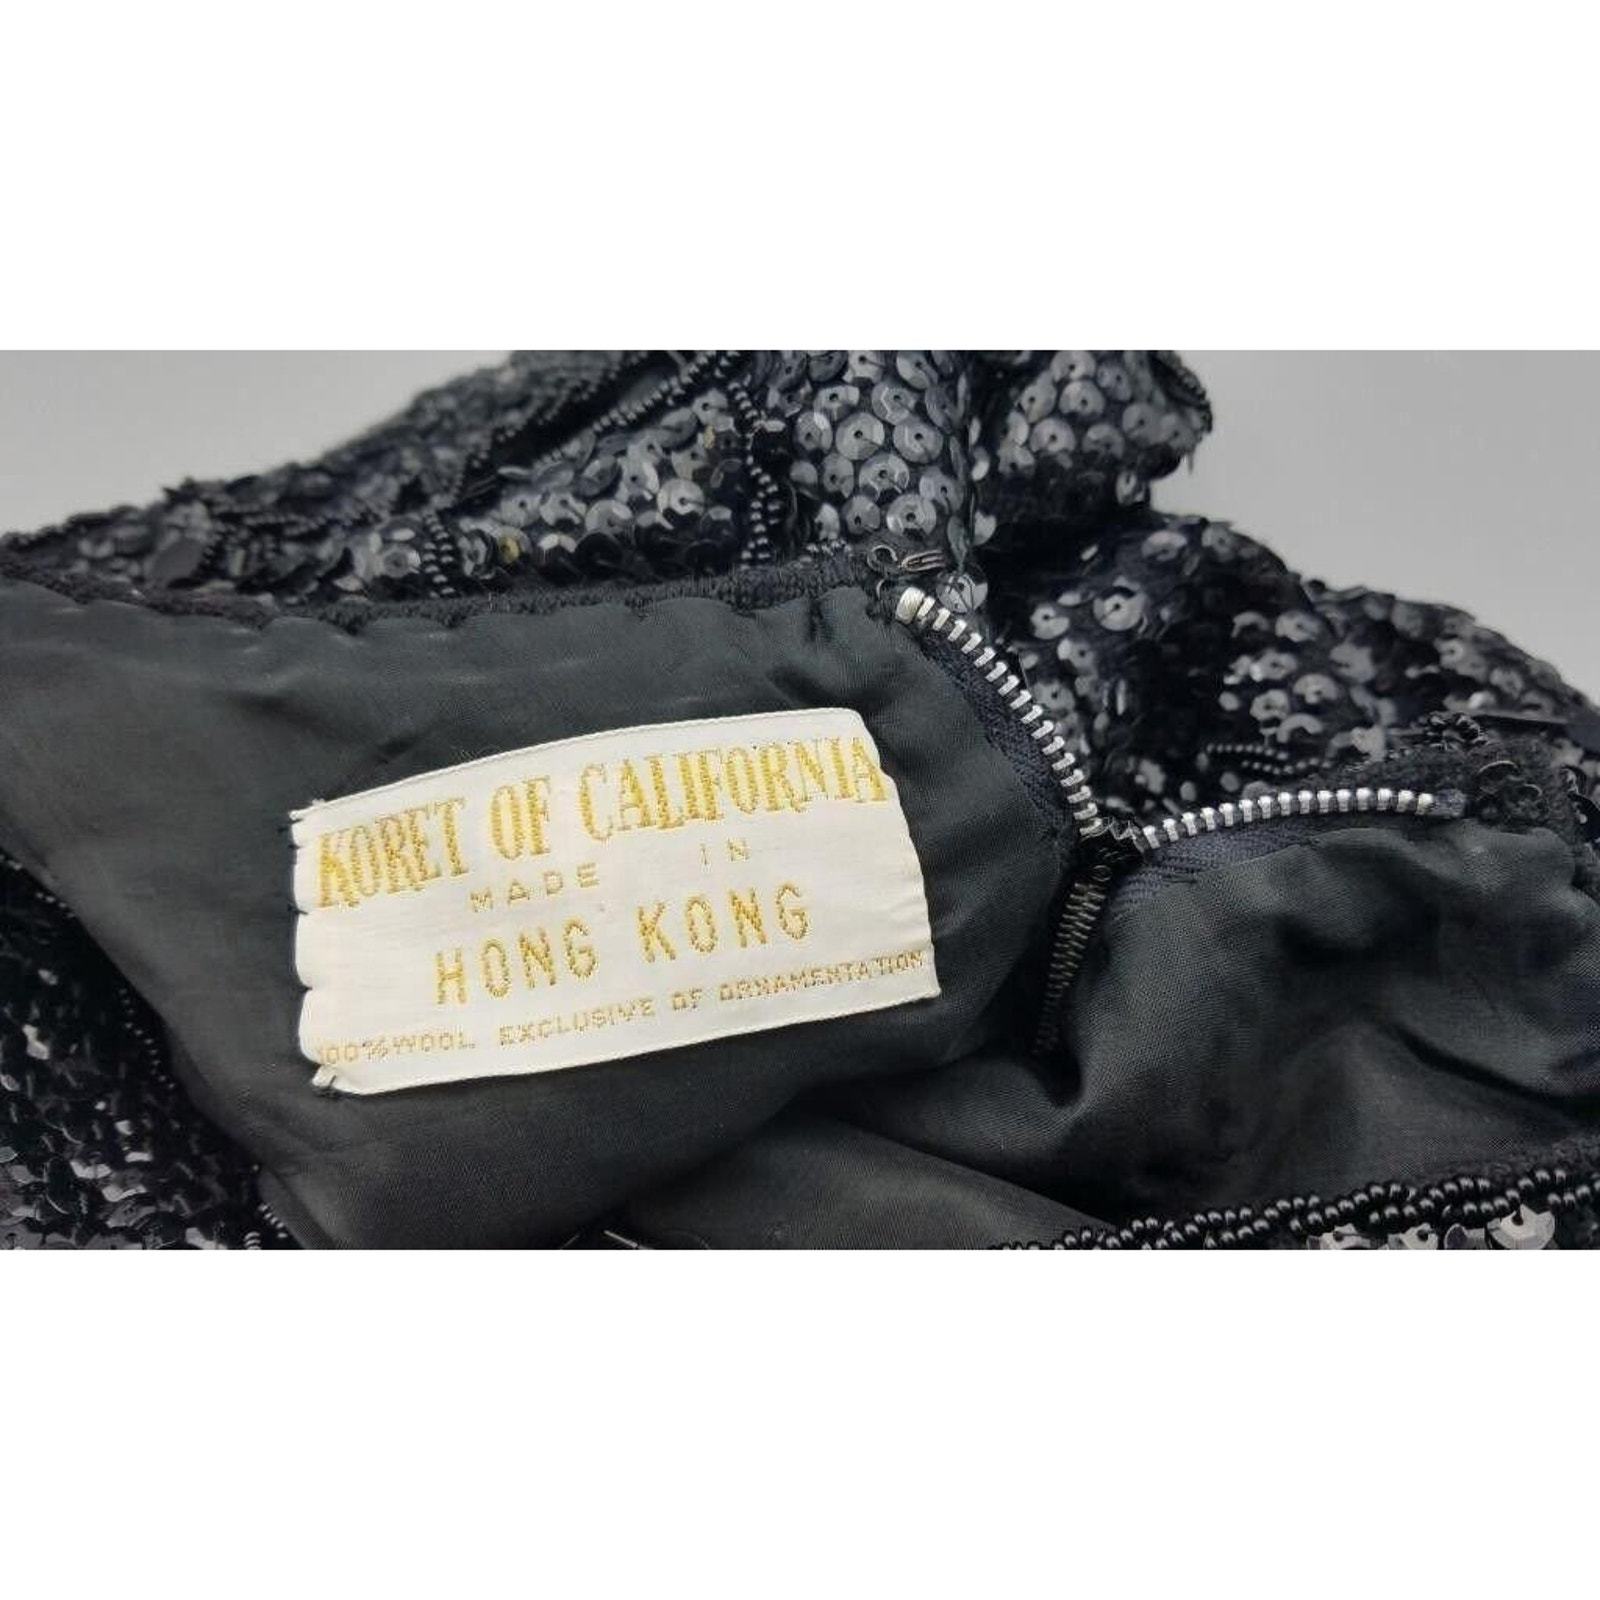 KORET OF CALIFORNIA
MADE IN
HONG KONG
100% WOOL EXCLUSIVE OF ORNAMENTATION